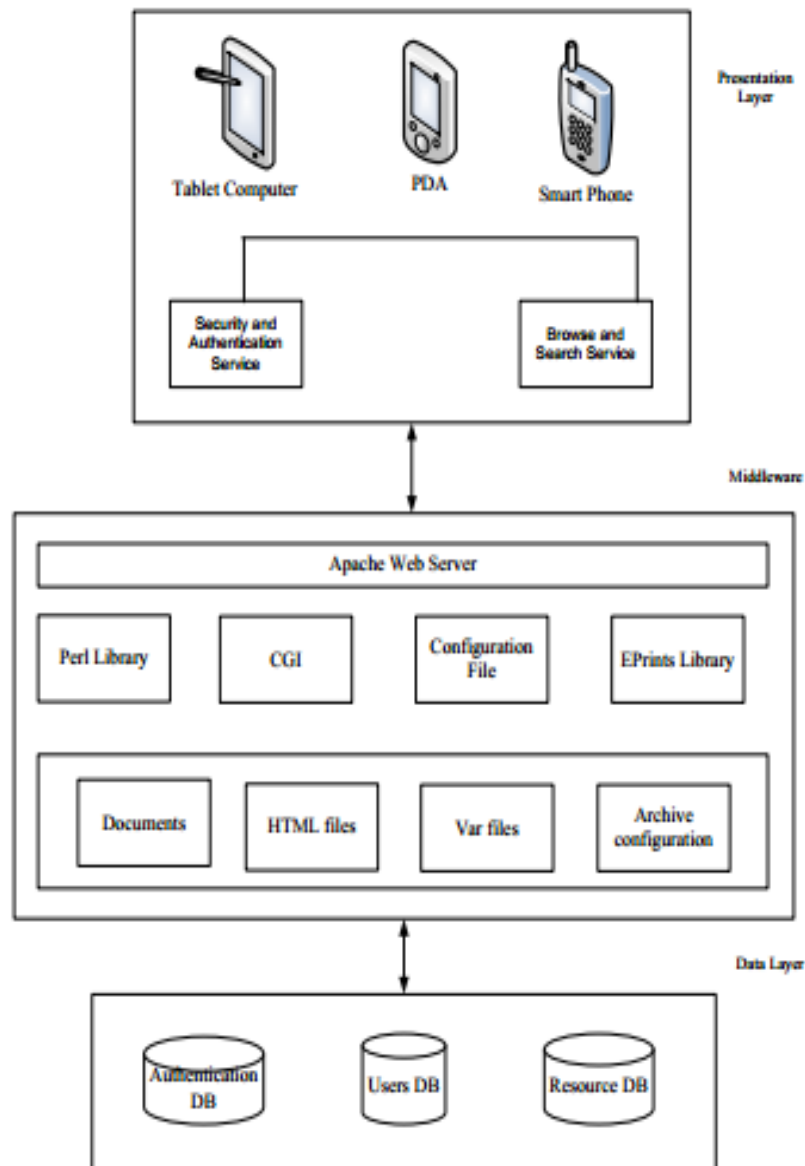 Presentation
Layer
Tablet Computer
PDA
Smart Phone
Security and
Authentication
Service
Browse and
Search Service
Middleware
Apache Web Server
Perl Library
CGI
Configuration
File
EPrints Library
Documents
HTML files
Var files
Archive
configuration
Data Layer
Authentication
DB
Users DB
Resource DB